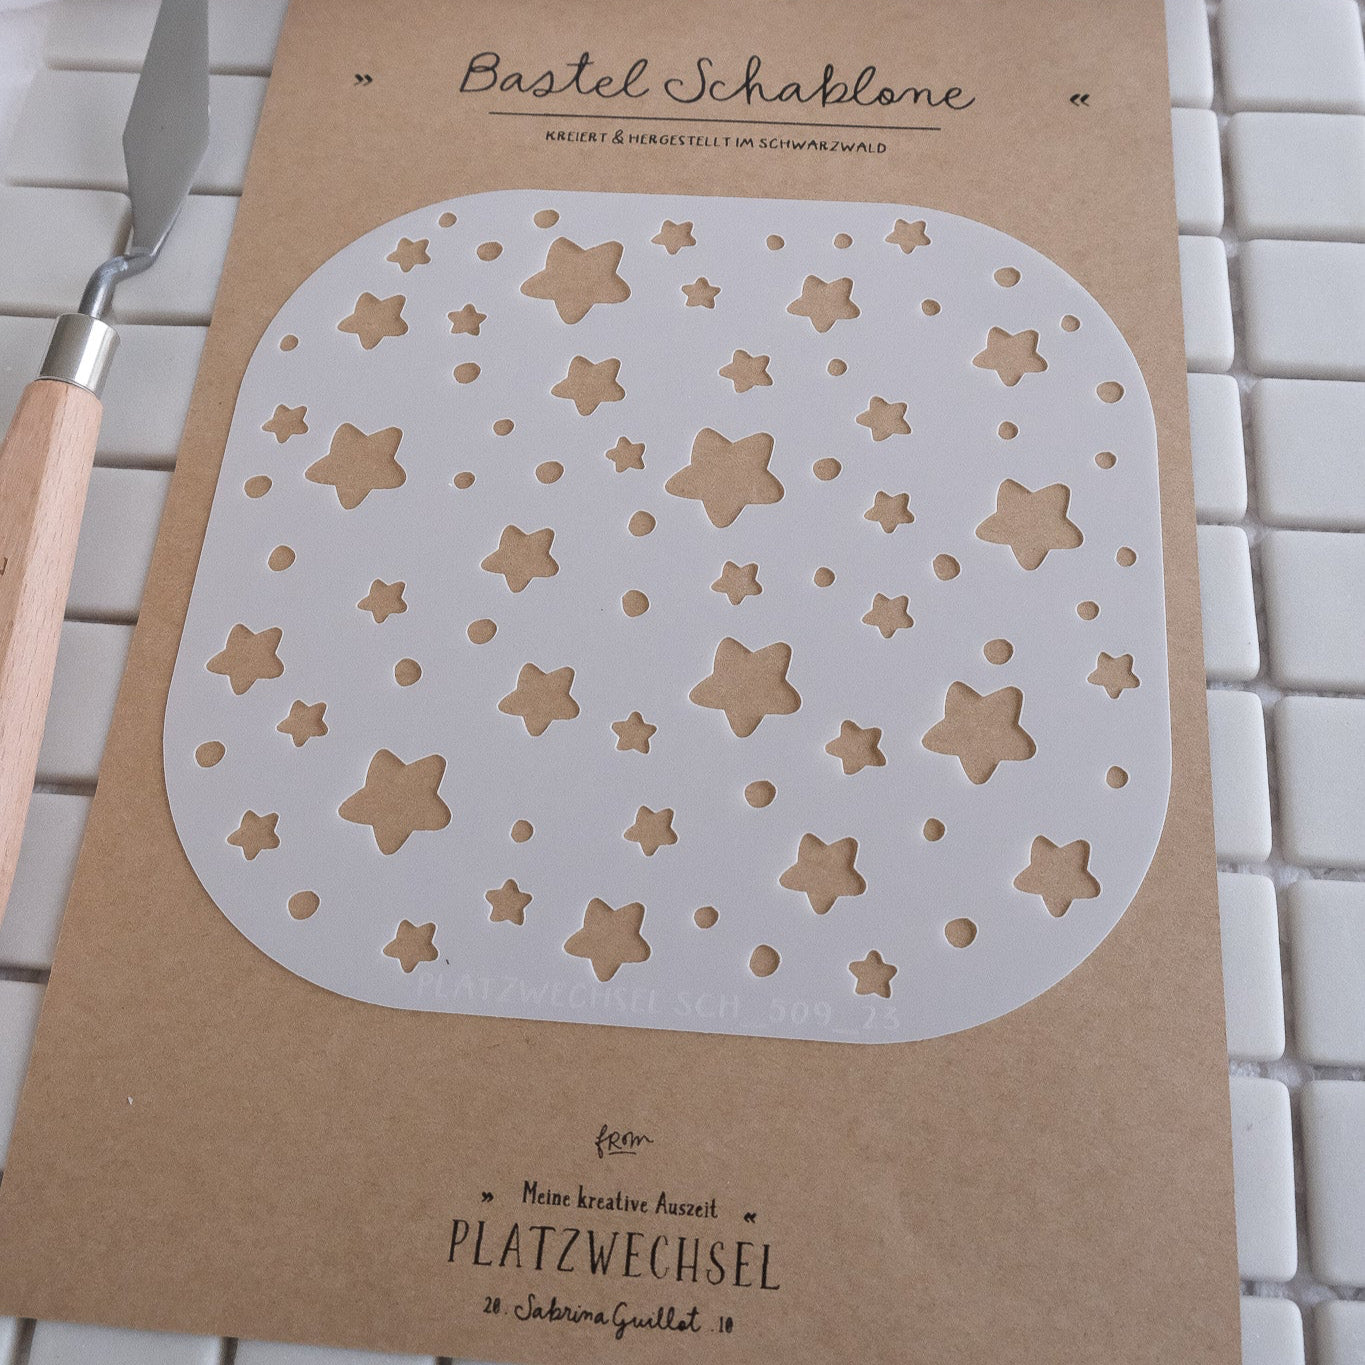 » Bastel Schablone «
KREIERT & HERGESTELLT IM SCHWARZWALD
PLATZWECHSEL SCH_509_23
from
» Meine kreative Auszeit «
PLATZWECHSEL
20. Sabrina Guillot .10